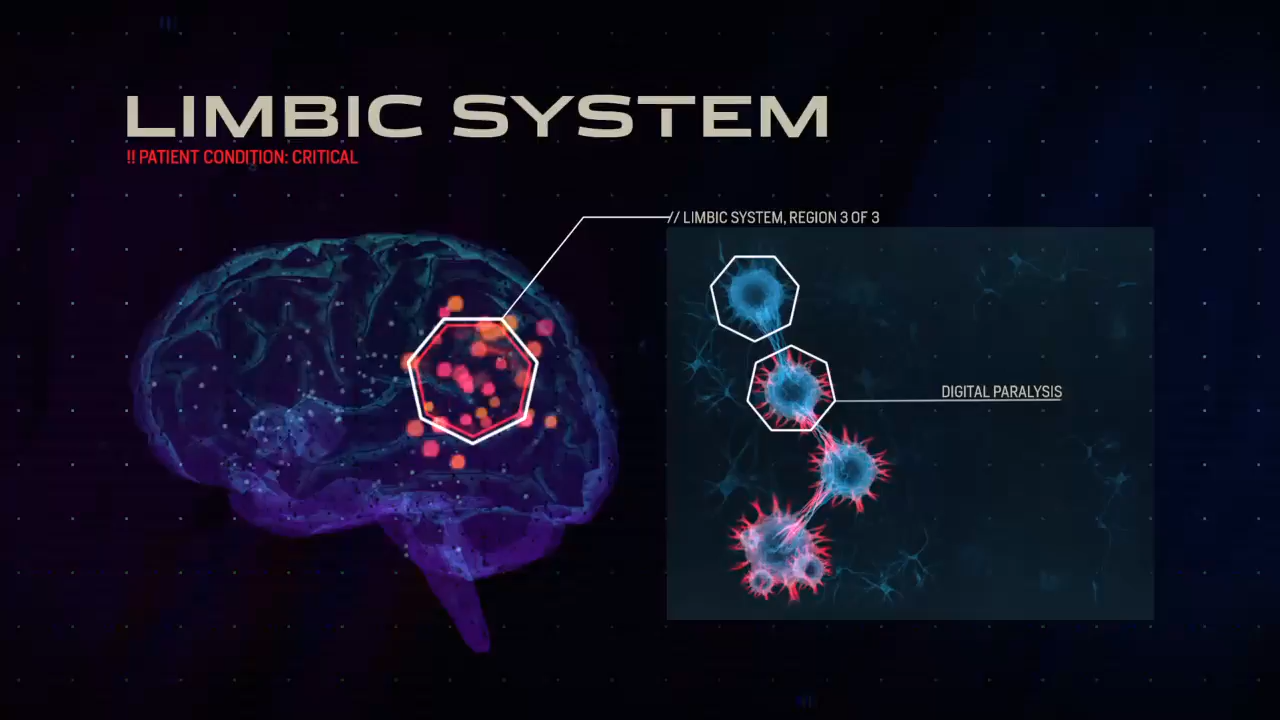 LIMBIC SYSTEM
!! PATIENT CONDITION: CRITICAL
// LIMBIC SYSTEM, REGION 3 OF 3
DIGITAL PARALYSIS